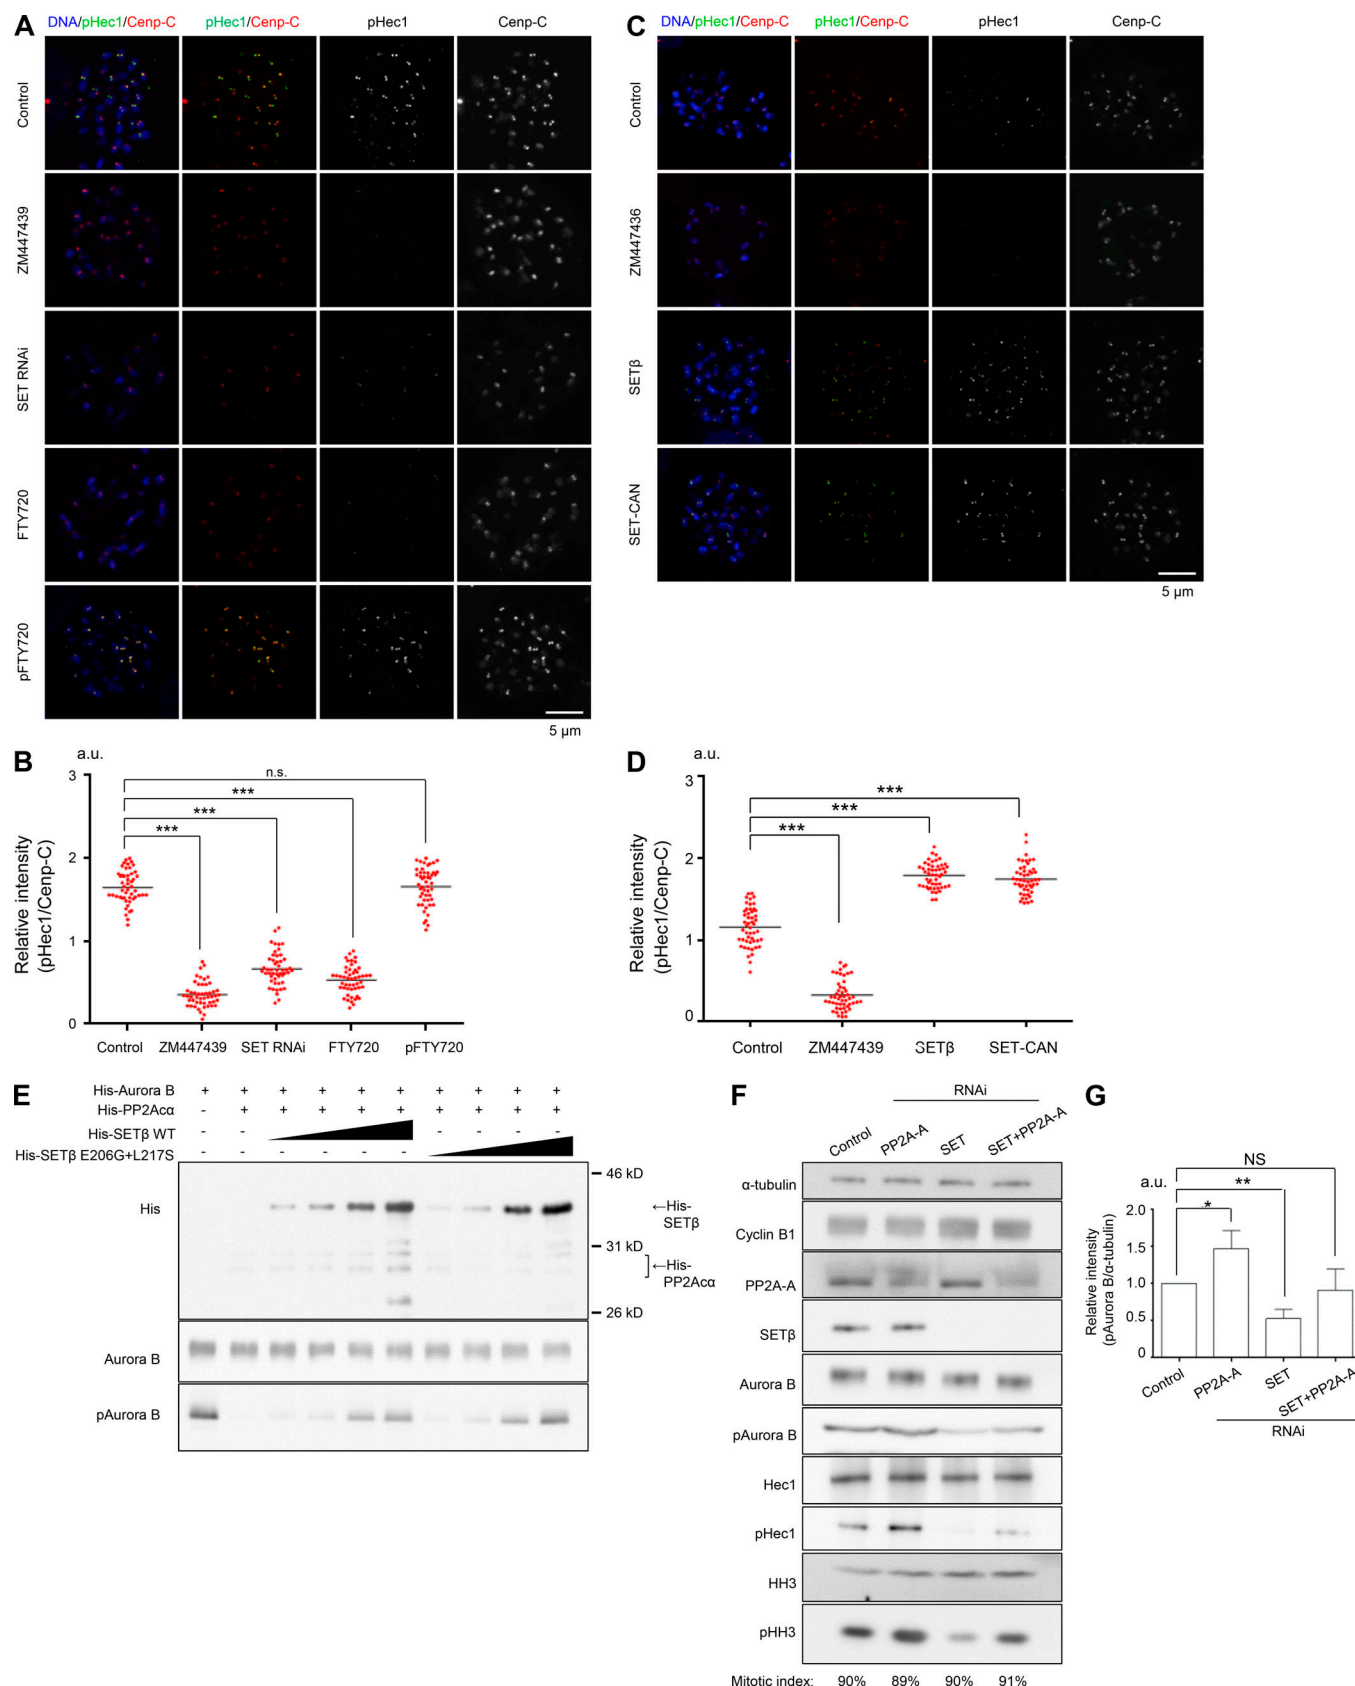 A
DNA/pHec1/Cenp-C
pHec1/Cenp-C
pHec1
Cenp-C
Control
ZM447439
SET RNAi
FTY720
pFTY720
5 µm
C
DNA/pHec1/Cenp-C
pHec1/Cenp-C
pHec1
Cenp-C
Control
ZM447436
SETβ
SET-CAN
5 µm
B
a.u.
Relative intensity
(pHec1/Cenp-C)
3
2
1
0
n.s.
***
***
***
Control
ZM447439
SET RNAi
FTY720
pFTY720
D
a.u.
Relative intensity
(pHec1/Cenp-C)
3
2
1
0
***
***
***
Control
ZM447439
SETβ
SET-CAN
E
His-Aurora B + + + + + + + + + +
His-PP2Acα - + + + + + + + + +
His-SETβ WT - - - - - -
His-SETβ E206G+L217S - - - - - -
His
46 kD
←His-
SETβ
31 kD
←His-
PP2Acα
26 kD
Aurora B
pAurora B
F
RNAi
Control
PP2A-A
SET
SET+PP2A-A
α-tubulin
Cyclin B1
PP2A-A
SETβ
Aurora B
pAurora B
Hec1
pHec1
HH3
pHH3
Mitotic index: 90% 89% 90% 91%
G
a.u.
Relative intensity
(pAurora B/α-tubulin)
2.0
1.5
1.0
0.5
0
NS
**
*
Control
PP2A-A
SET
SET+PP2A-A
RNAi